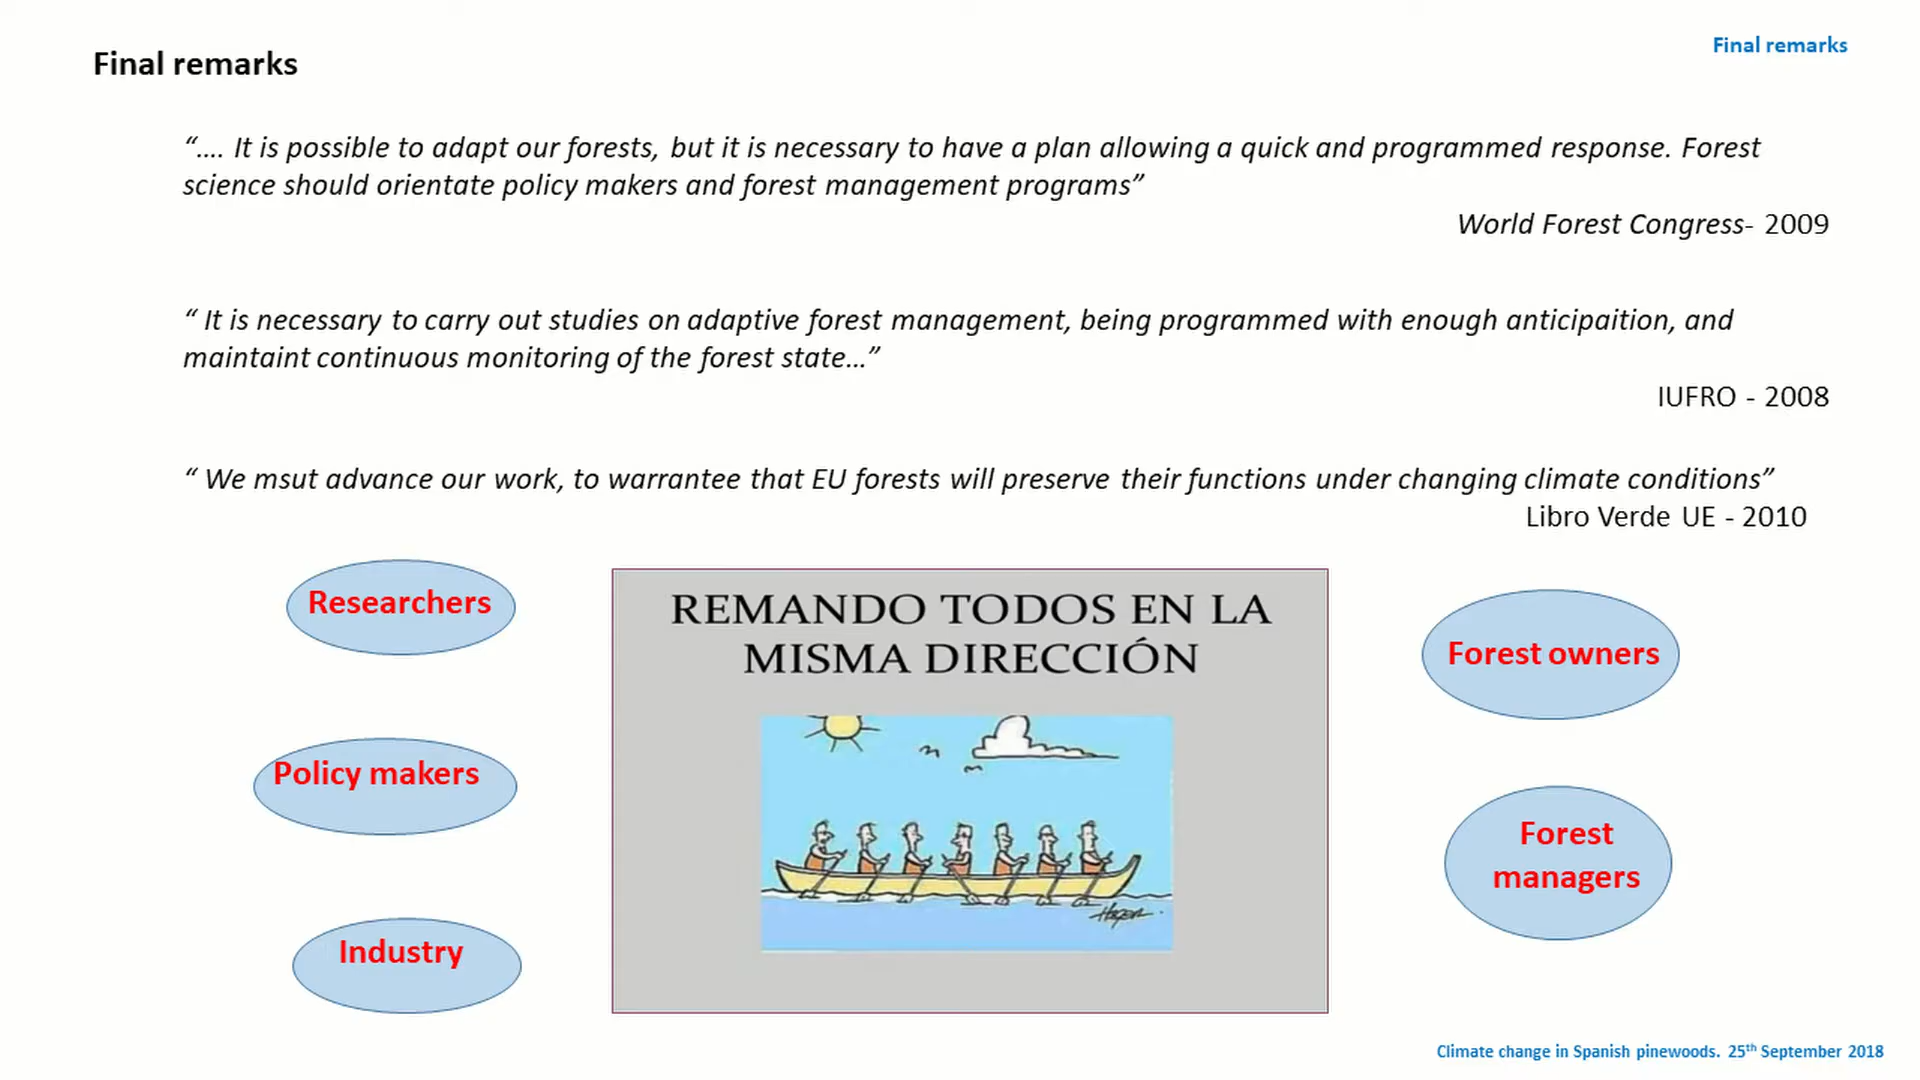 Final remarks
Final remarks
“.... It is possible to adapt our forests, but it is necessary to have a plan allowing a quick and programmed response. Forest
science should orientate policy makers and forest management programs”
World Forest Congress- 2009
“ It is necessary to carry out studies on adaptive forest management, being programmed with enough anticipaition, and
maintaint continuous monitoring of the forest state...”
IUFRO - 2008
“ We msut advance our work, to warrantee that EU forests will preserve their functions under changing climate conditions”
Libro Verde UE - 2010
Researchers
Policy makers
Industry
REMANDO TODOS EN LA
MISMA DIRECCIÓN
Forest owners
Forest
managers
Climate change in Spanish pinewoods. 25th September 2018